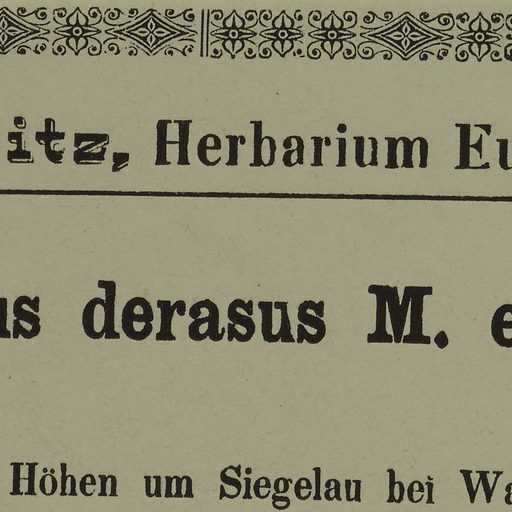 itz, Herbarium Eu
us derasus M. e
Höhen um Siegelau bei Wa